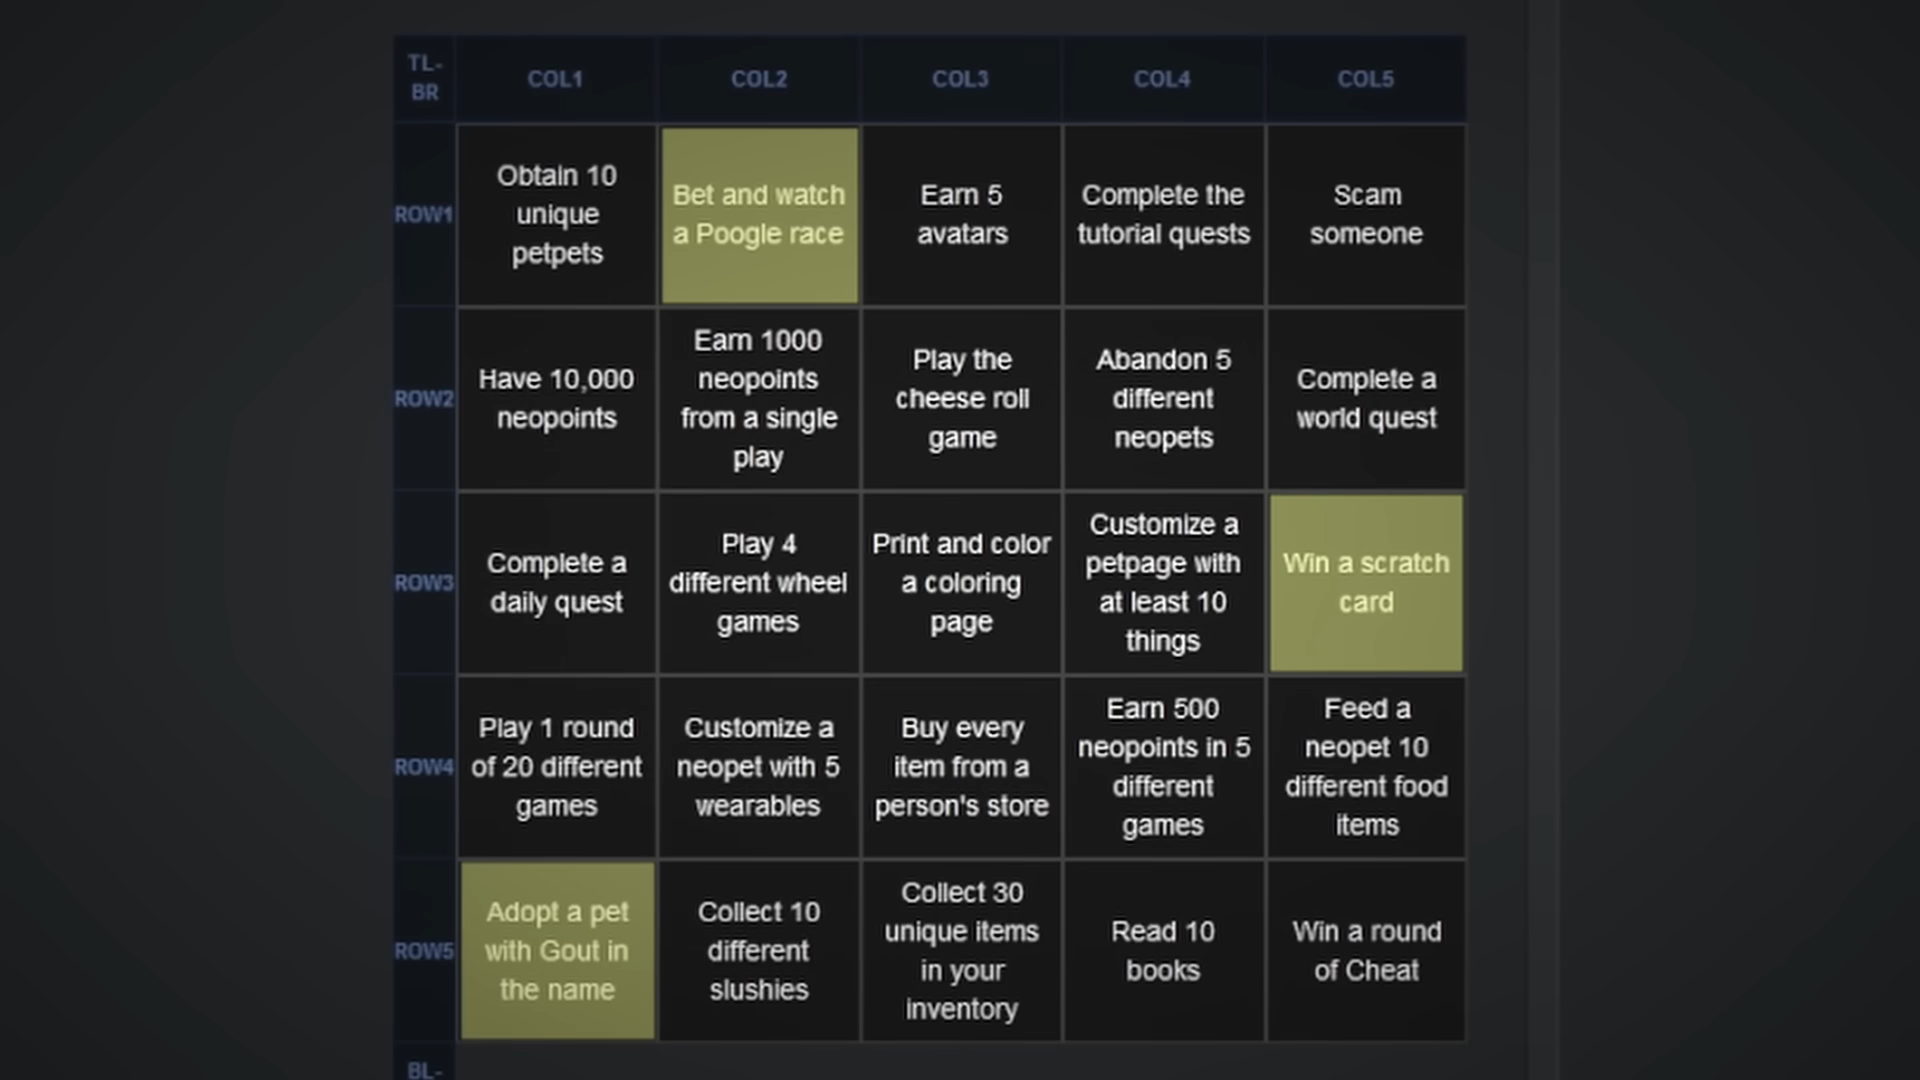 TL-
BR
COL1
COL2
COL3
COL4
COL5
ROW1
Obtain 10
unique
petpets
Bet and watch
a Poogle race
Earn 5
avatars
Complete the
tutorial quests
Scam
someone
ROW2
Have 10,000
neopoints
Earn 1000
neopoints
from a single
play
Play the
cheese roll
game
Abandon 5
different
neopets
Complete a
world quest
ROW3
Complete a
daily quest
Play 4
different wheel
games
Print and color
a coloring
page
Customize a
petpage with
at least 10
things
Win a scratch
card
ROW4
Play 1 round
of 20 different
games
Customize a
neopet with 5
wearables
Buy every
item from a
person's store
Earn 500
neopoints in 5
different
games
Feed a
neopet 10
different food
items
ROW5
Adopt a pet
with Gout in
the name
Collect 10
different
slushies
Collect 30
unique items
in your
inventory
Read 10
books
Win a round
of Cheat
BL-